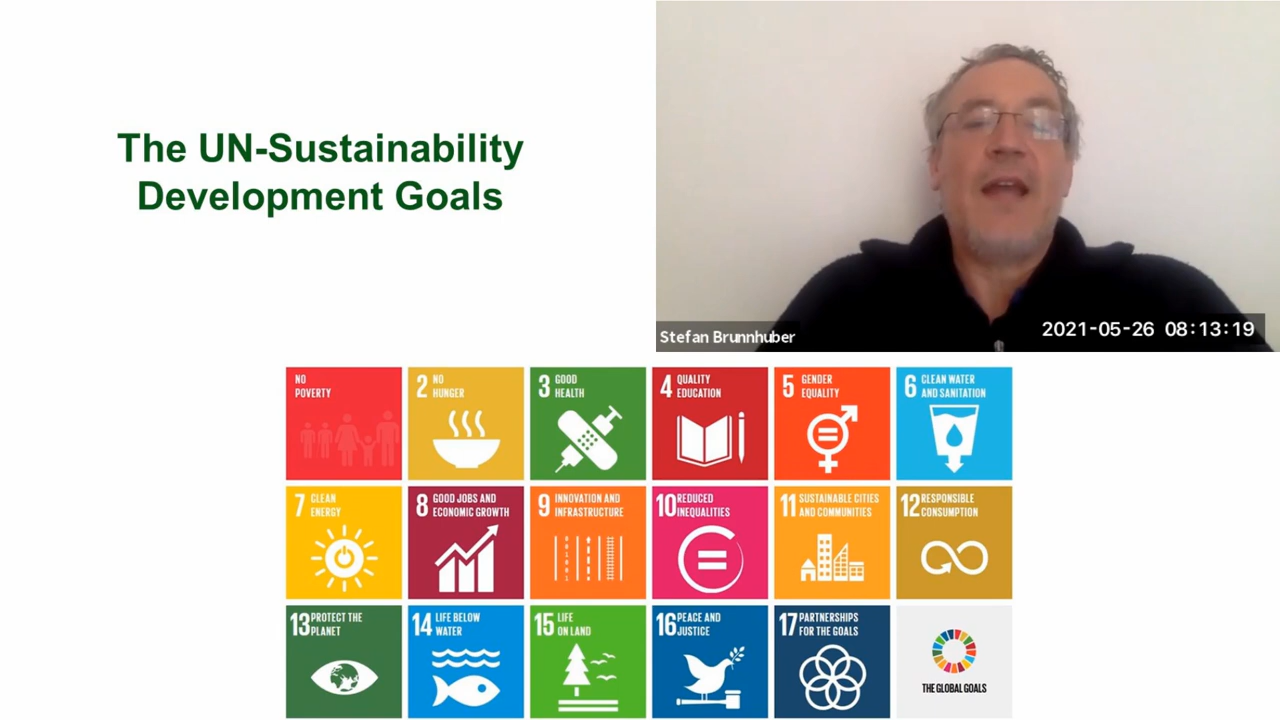 The UN-Sustainability
Development Goals
Stefan Brunnhuber
2021-05-26 08:13:19
NO
POVERTY
2 NO
HUNGER
3 GOOD
HEALTH
4 QUALITY
EDUCATION
5 GENDER
EQUALITY
6 CLEAN WATER
AND SANITATION
7 CLEAN
ENERGY
8 GOOD JOBS AND
ECONOMIC GROWTH
9 INNOVATION AND
INFRASTRUCTURE
10 REDUCED
INEQUALITIES
11 SUSTAINABLE CITIES
AND COMMUNITIES
12 RESPONSIBLE
CONSUMPTION
13 PROTECT THE
PLANET
14 LIFE BELOW
WATER
15 LIFE
ON LAND
16 PEACE AND
JUSTICE
17 PARTNERSHIPS
FOR THE GOALS
THE GLOBAL GOALS